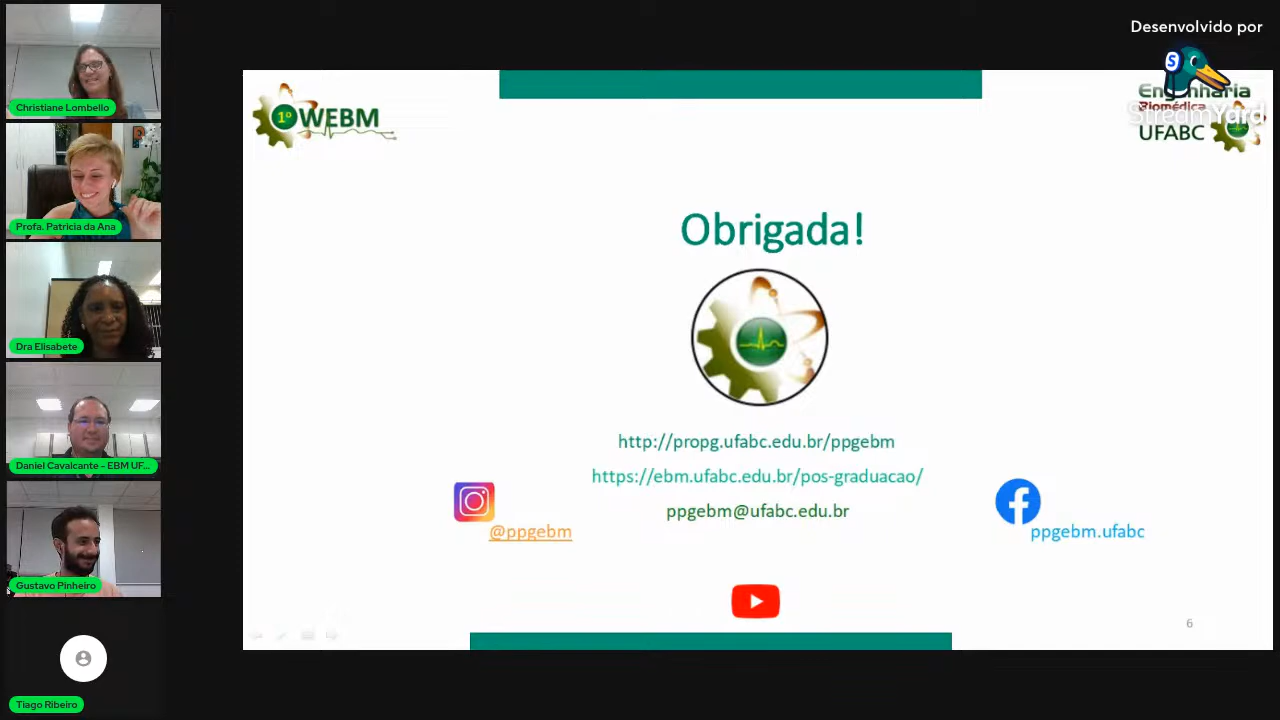 Christiane Lombello
Profa. Patricia da Ana
Dra Elisabete
Daniel Cavalcante - EBM UF...
Gustavo Pinheiro
Tiago Ribeiro
Desenvolvido por
StreamYard
1º WEBM
Engenharia
Biomédica
UFABC
Obrigada!
http://propg.ufabc.edu.br/ppgebm
https://ebm.ufabc.edu.br/pos-graduacao/
ppgebm@ufabc.edu.br
@ppgebm
ppgebm.ufabc
6